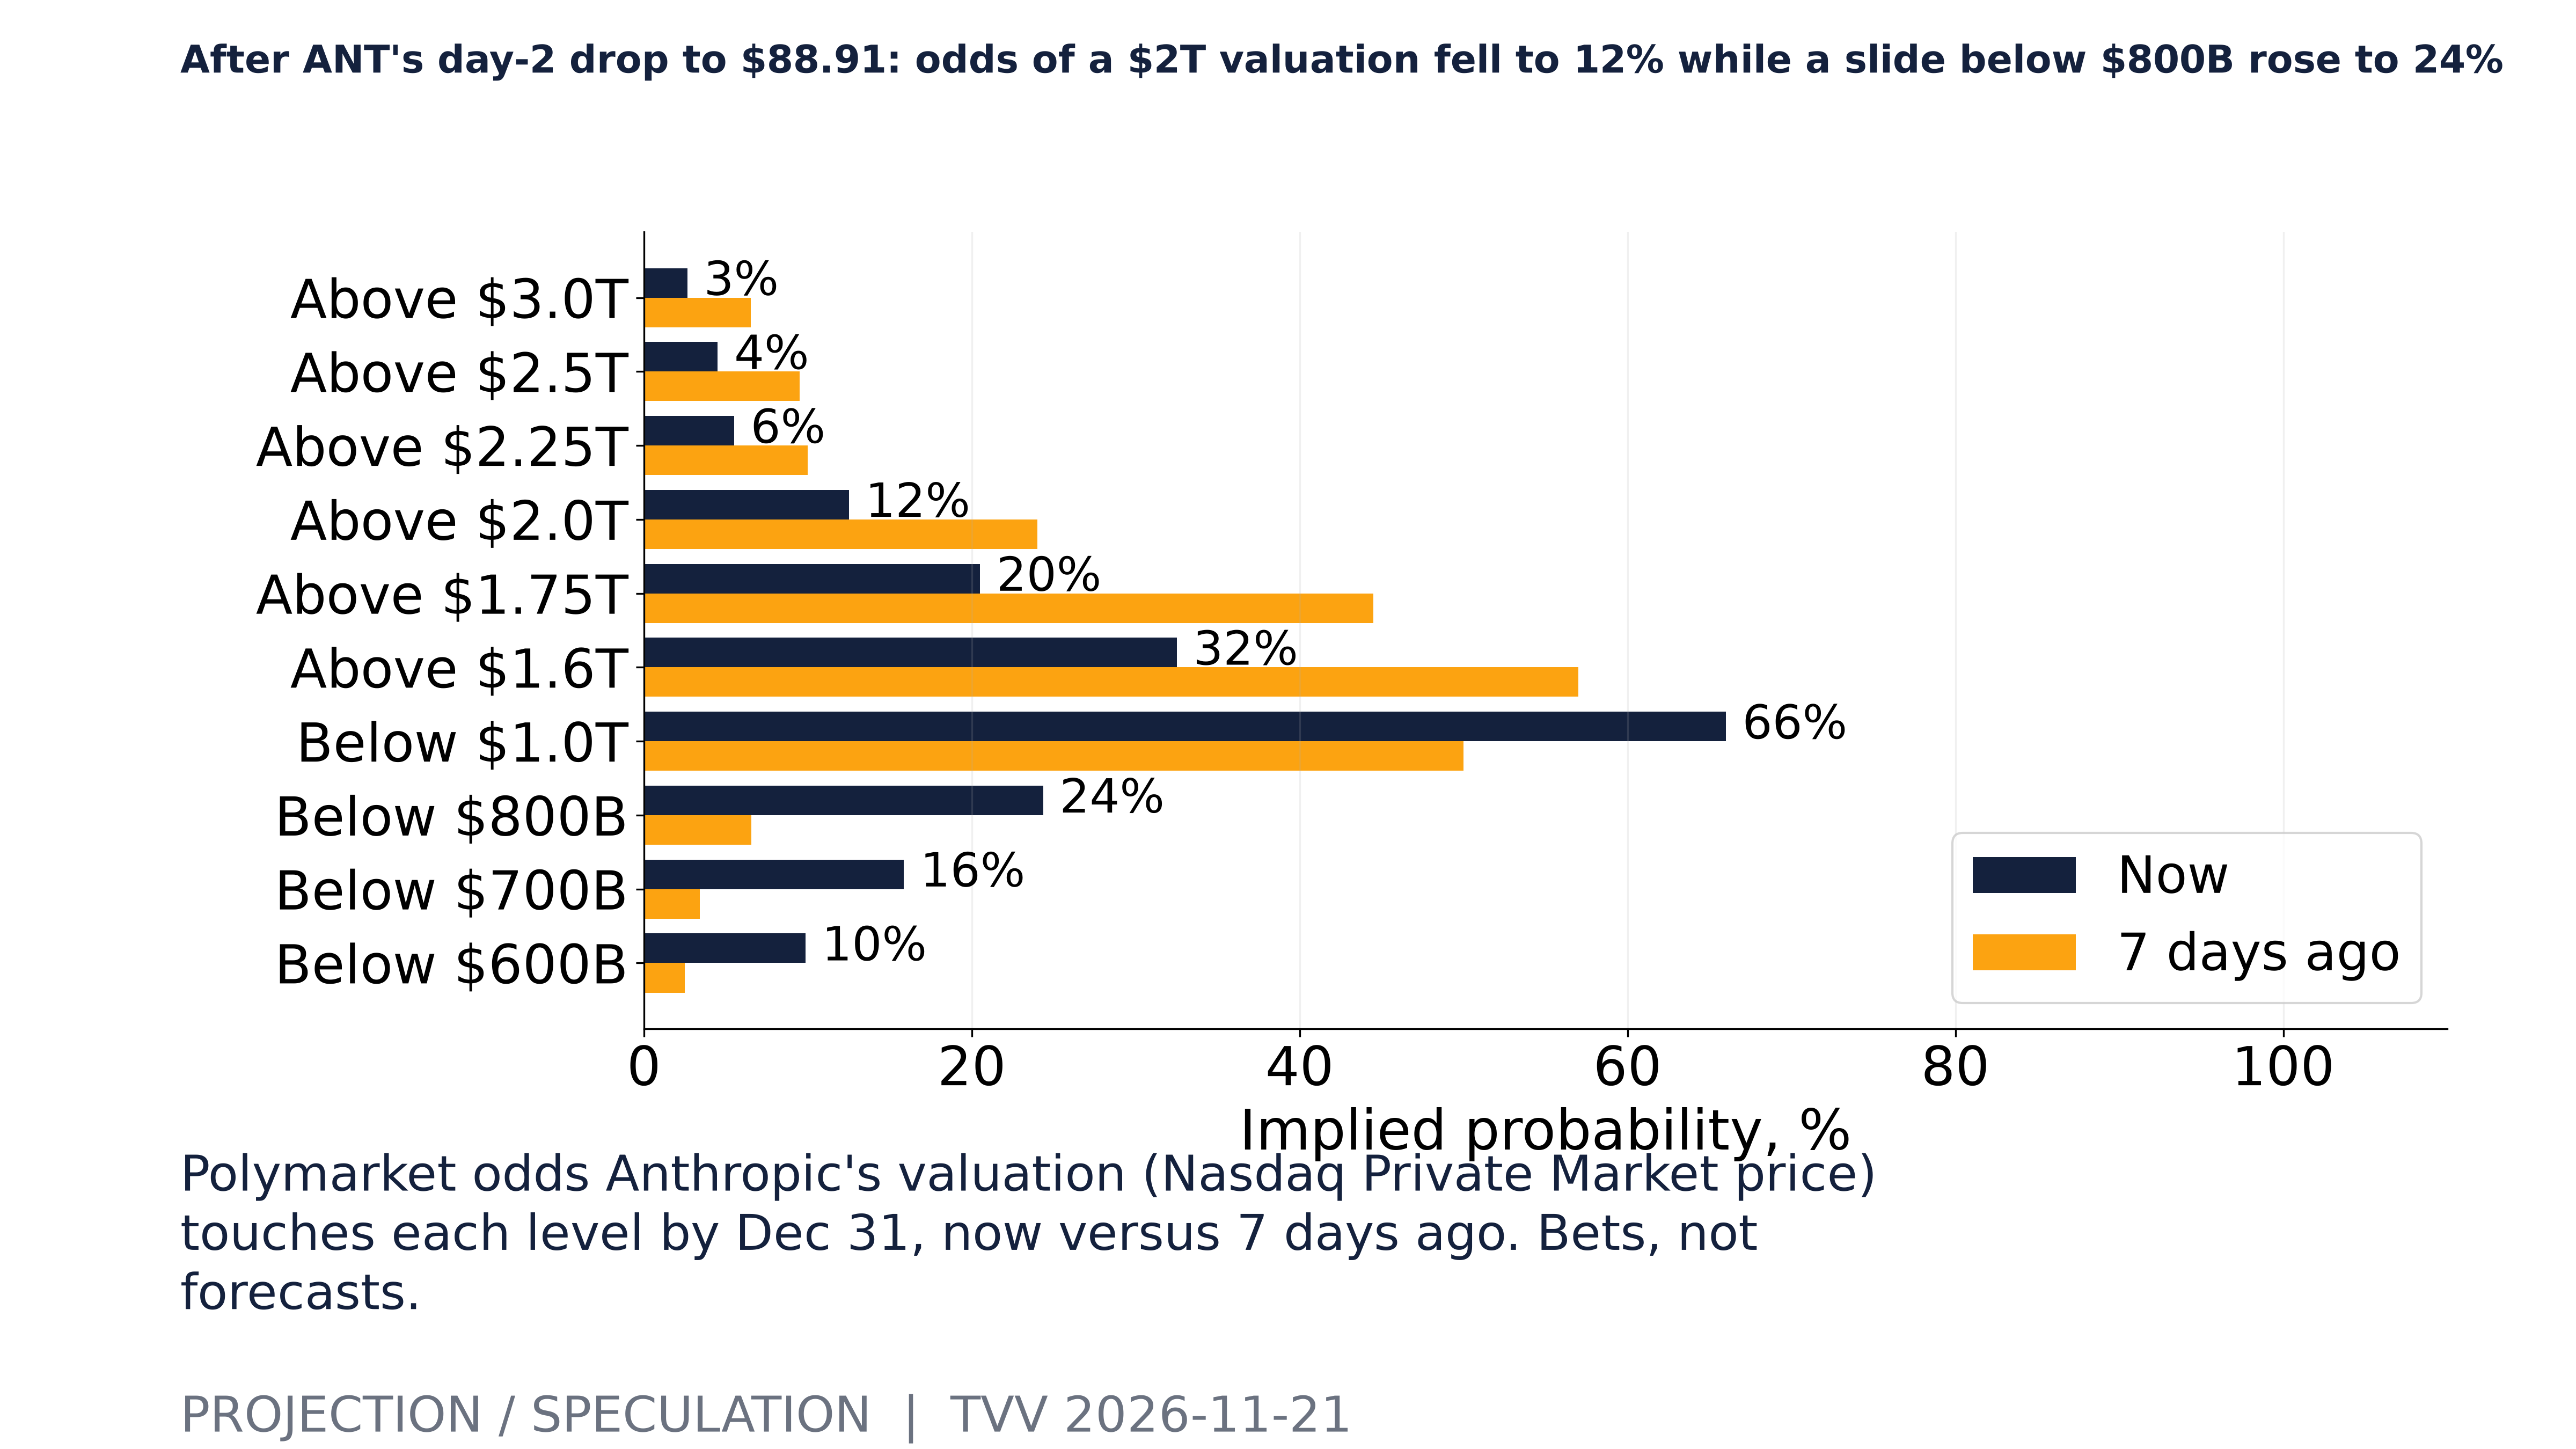 After ANT's day-2 drop to $88.91: odds of a $2T valuation fell to 12% while a slide below $800B rose to 24%
Above $3.0T 3%
Above $2.5T 4%
Above $2.25T 6%
Above $2.0T 12%
Above $1.75T 20%
Above $1.6T 32%
Below $1.0T 66%
Below $800B 24%
Below $700B 16%
Below $600B 10%
Now
7 days ago
0 20 40 60 80 100
Implied probability, %
Polymarket odds Anthropic's valuation (Nasdaq Private Market price)
touches each level by Dec 31, now versus 7 days ago. Bets, not
forecasts.
PROJECTION / SPECULATION | TVV 2026-11-21